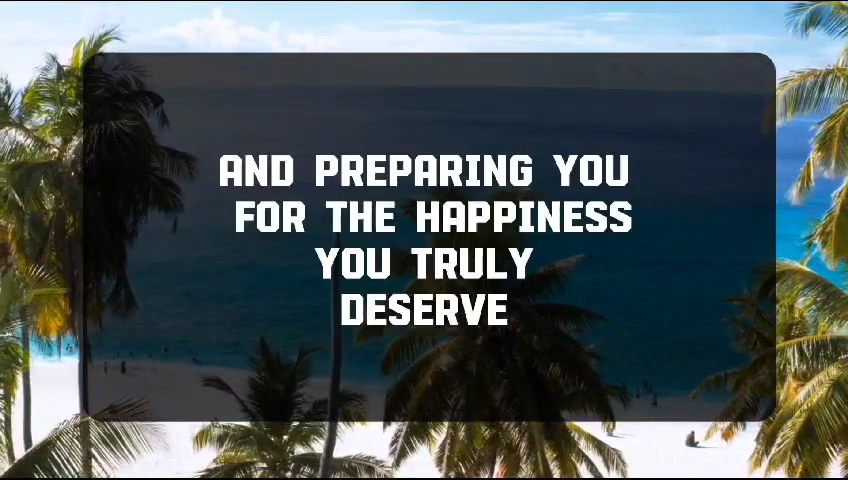 AND PREPARING YOU
FOR THE HAPPINESS
YOU TRULY
DESERVE